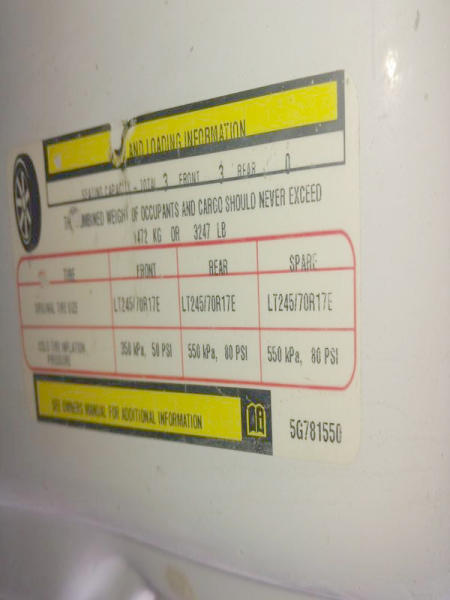 AND LOADING INFORMATION
SEATING CAPACITY - TOTAL 3 FRONT 3 REAR 0
THE COMBINED WEIGHT OF OCCUPANTS AND CARGO SHOULD NEVER EXCEED
1472 KG OR 3247 LB
TIRE FRONT REAR SPARE
ORIGINAL TIRE SIZE LT245/70R17E LT245/70R17E LT245/70R17E
COLD TIRE INFLATION PRESSURE 350 kPa, 50 PSI 550 kPa, 80 PSI 550 kPa, 80 PSI
SEE OWNERS MANUAL FOR ADDITIONAL INFORMATION
5G781550